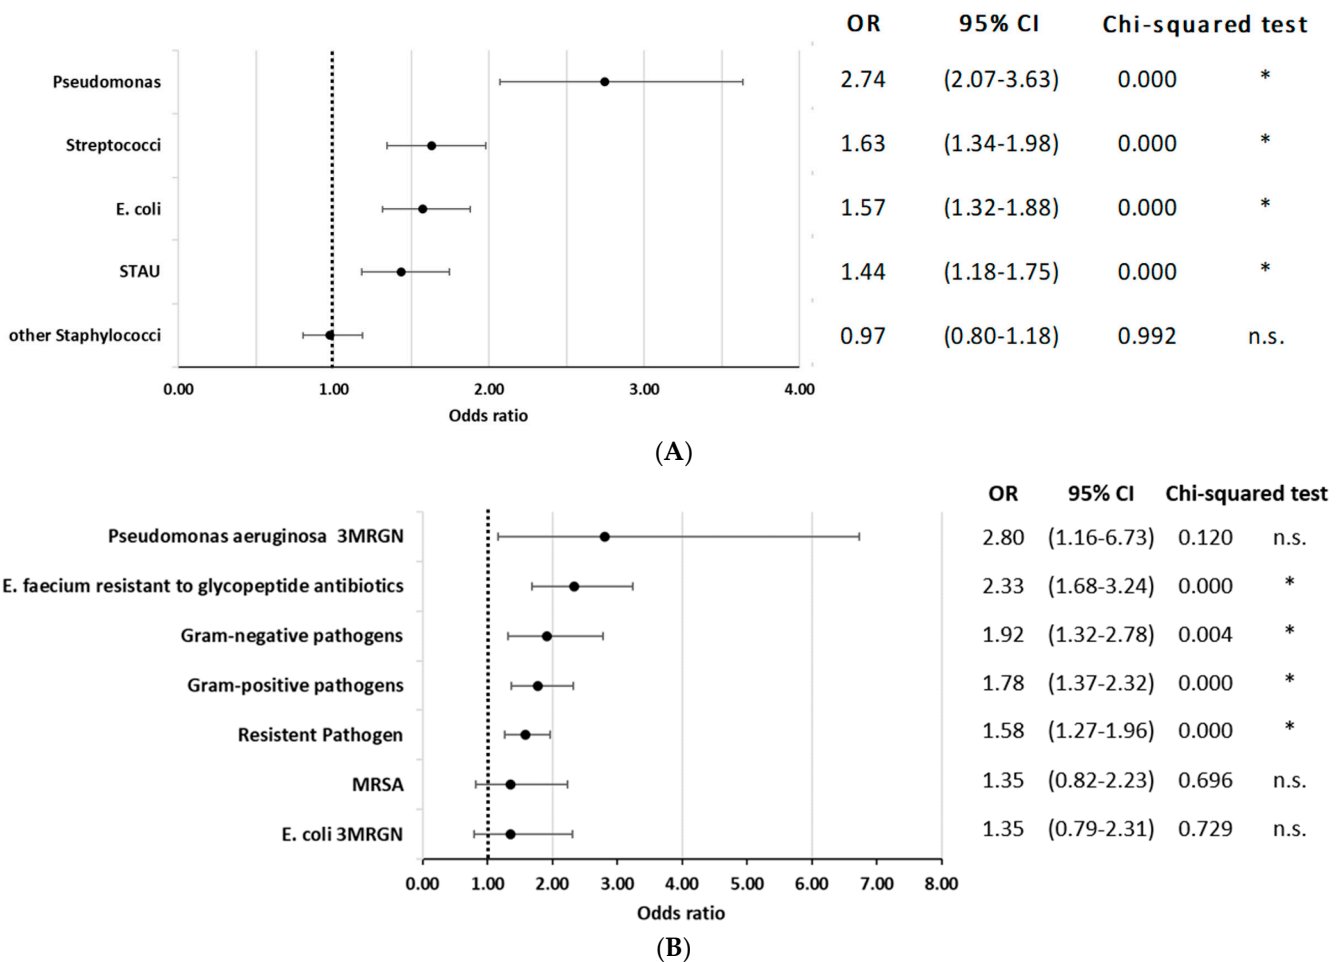 OR 95% CI Chi-squared test
Pseudomonas 2.74 (2.07-3.63) 0.000 *
Streptococci 1.63 (1.34-1.98) 0.000 *
E. coli 1.57 (1.32-1.88) 0.000 *
STAU 1.44 (1.18-1.75) 0.000 *
other Staphylococci 0.97 (0.80-1.18) 0.992 n.s.
0.00 1.00 2.00 3.00 4.00
Odds ratio
(A)
OR 95% CI Chi-squared test
Pseudomonas aeruginosa 3MRGN 2.80 (1.16-6.73) 0.120 n.s.
E. faecium resistant to glycopeptide antibiotics 2.33 (1.68-3.24) 0.000 *
Gram-negative pathogens 1.92 (1.32-2.78) 0.004 *
Gram-positive pathogens 1.78 (1.37-2.32) 0.000 *
Resistent Pathogen 1.58 (1.27-1.96) 0.000 *
MRSA 1.35 (0.82-2.23) 0.696 n.s.
E. coli 3MRGN 1.35 (0.79-2.31) 0.729 n.s.
0.00 1.00 2.00 3.00 4.00 5.00 6.00 7.00 8.00
Odds ratio
(B)